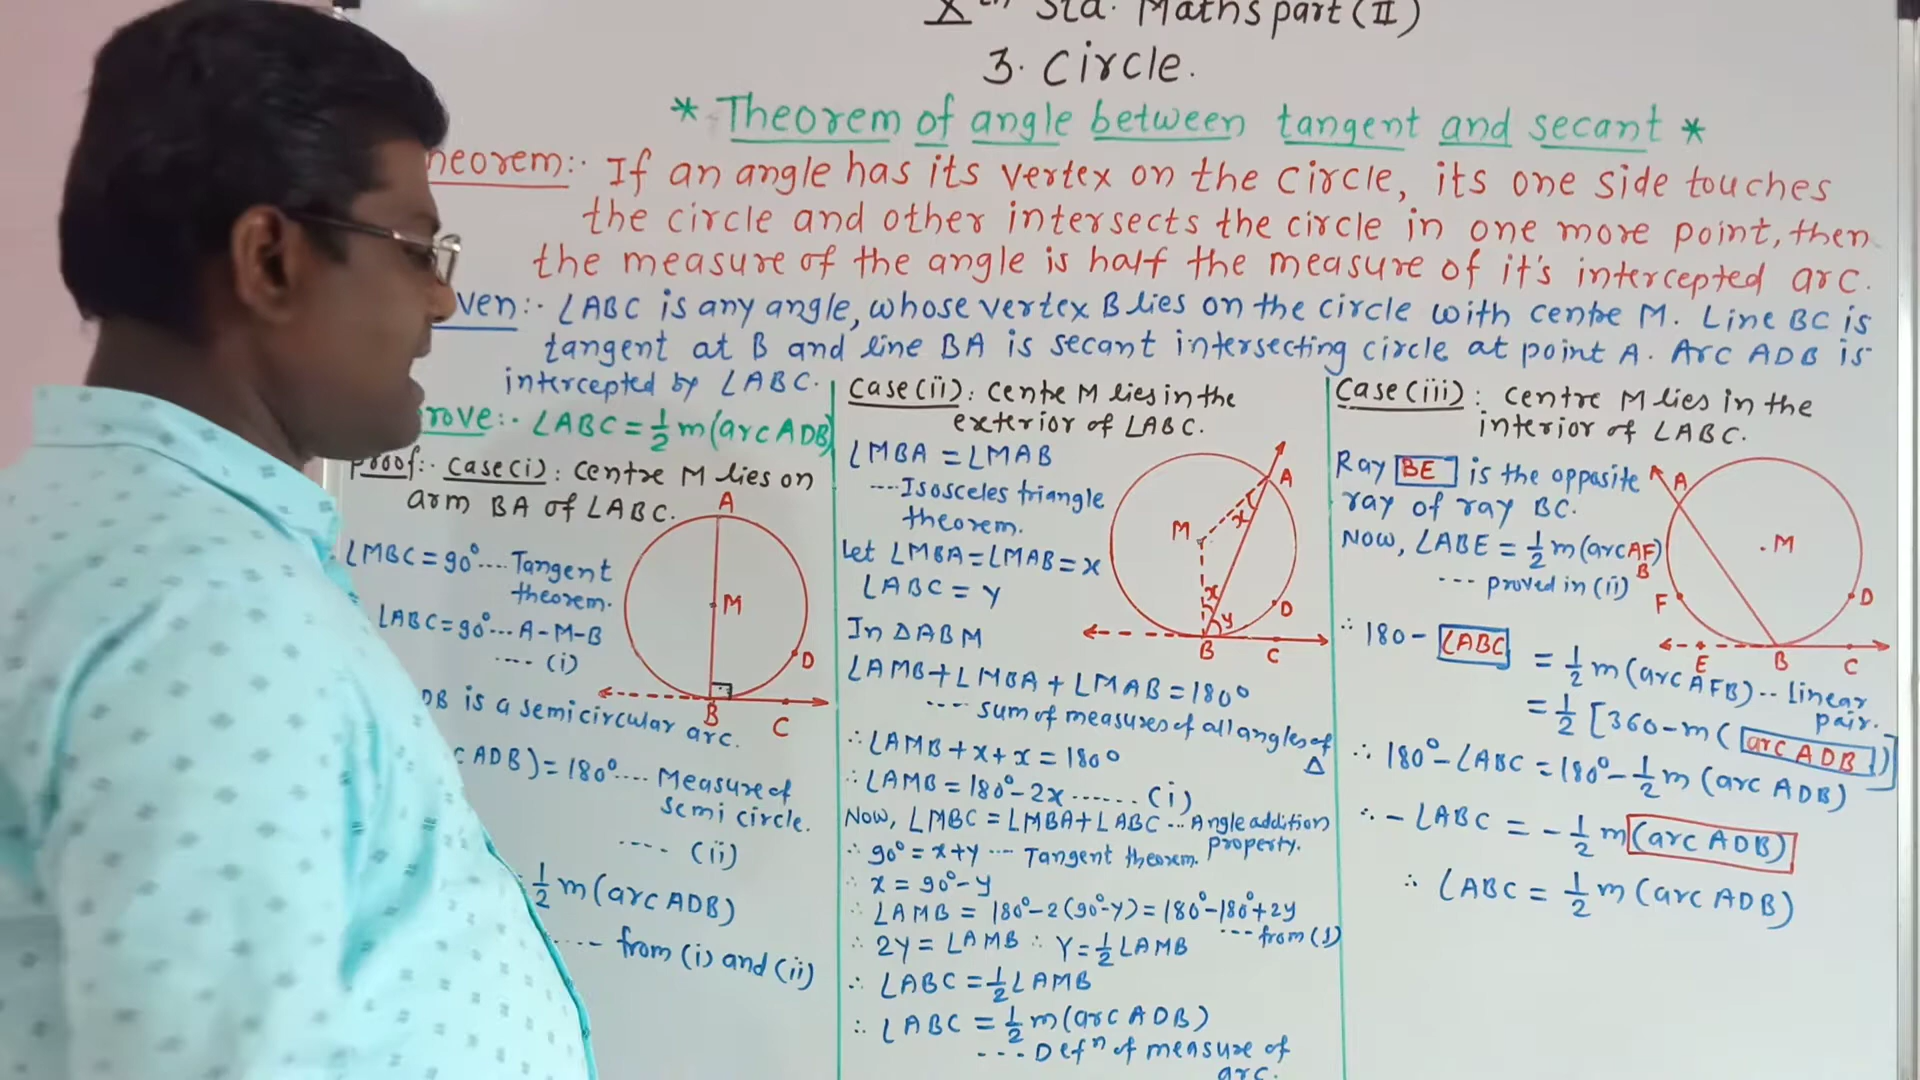 Xth Std. Maths part (II)
3. Circle.
* Theorem of angle between tangent and secant *
heorem:· If an angle has its vertex on the circle, its one side touches
the circle and other intersects the circle in one more point, then
the measure of the angle is half the measure of it's intercepted arc.
ven:· ∠ABC is any angle, whose vertex B lies on the circle with centre M. Line BC is
tangent at B and line BA is secant intersecting circle at point A. Arc ADB is
intercepted by ∠ABC.
rove:· ∠ABC = 1/2 m(arc ADB)
Proof:· Case(i): Centre M lies on
arm BA of ∠ABC.
∠MBC = 90° .... Tangent
theorem.
∠ABC = 90° ... A-M-B
.... (i)
DB is a semicircular arc.
c ADB) = 180° .... Measure of
semi circle.
.... (ii)
1/2 m(arc ADB)
.... from (i) and (ii)
A
M
D
B
C
Case(ii): Centre M lies in the
exterior of ∠ABC.
∠MBA = ∠MAB
.... Isosceles triangle
theorem.
Let ∠MBA = ∠MAB = x
∠ABC = y
In ΔABM
∠AMB + ∠MBA + ∠MAB = 180°
.... sum of measures of all angles of
Δ
∴ ∠AMB + x + x = 180°
∴ ∠AMB = 180° - 2x ...... (i)
Now, ∠MBC = ∠MBA + ∠ABC ... Angle addition
property.
∴ 90° = x + y .... Tangent theorem.
∴ x = 90° - y
∴ ∠AMB = 180° - 2(90° - y) = 180° - 180° + 2y
--- from (1)
∴ 2y = ∠AMB ∴ y = 1/2 ∠AMB
∴ ∠ABC = 1/2 ∠AMB
∴ ∠ABC = 1/2 m(arc ADB)
--- Defn of measure of
arc.
A
M
x
x
y
D
B
C
Case(iii): Centre M lies in the
interior of ∠ABC.
Ray BE is the opposite
ray of ray BC.
Now, ∠ABE = 1/2 m(arc AF)
B
--- proved in (ii)
∴ 180 - ∠ABC
= 1/2 m(arc AFB) .. linear
pair.
= 1/2 [360 - m(arc ADB)]
∴ 180° - ∠ABC = 180° - 1/2 m(arc ADB)
∴ - ∠ABC = - 1/2 m(arc ADB)
∴ ∠ABC = 1/2 m(arc ADB)
A
M
F
D
E
B
C